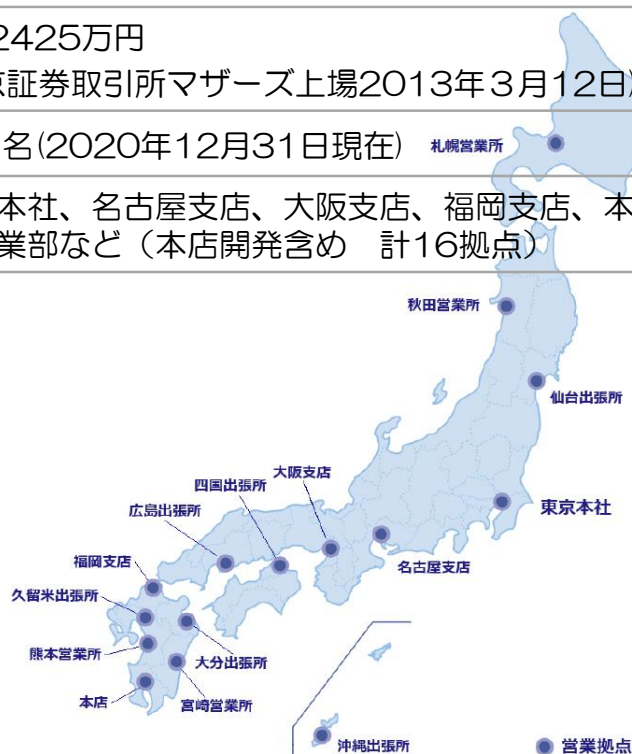 2425万円
京証券取引所マザーズ上場2013年3月12日)
名(2020年12月31日現在)
本社、名古屋支店、大阪支店、福岡支店、本
業部など（本店開発含め　計16拠点）
札幌営業所
秋田営業所
仙台出張所
大阪支店
四国出張所
広島出張所
東京本社
福岡支店
名古屋支店
久留米出張所
熊本営業所
大分出張所
本店
宮崎営業所
沖縄出張所
営業拠点